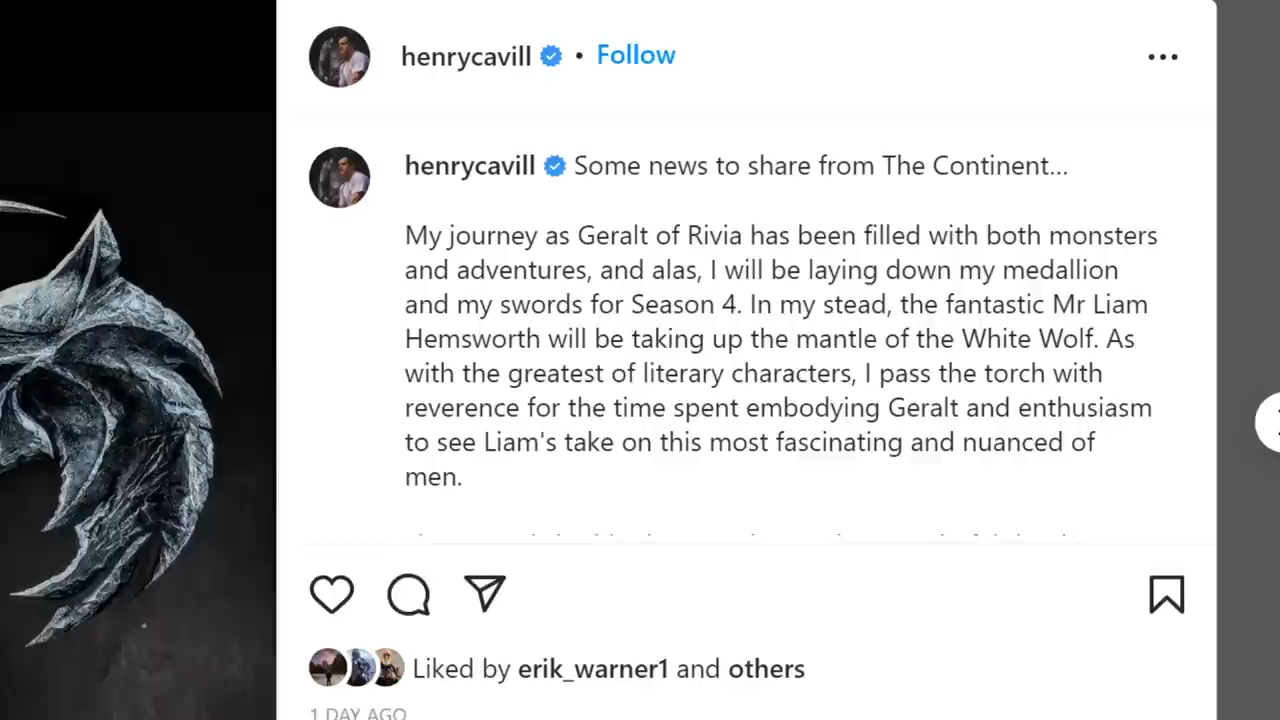 henrycavill • Follow
henrycavill Some news to share from The Continent...
My journey as Geralt of Rivia has been filled with both monsters
and adventures, and alas, I will be laying down my medallion
and my swords for Season 4. In my stead, the fantastic Mr Liam
Hemsworth will be taking up the mantle of the White Wolf. As
with the greatest of literary characters, I pass the torch with
reverence for the time spent embodying Geralt and enthusiasm
to see Liam's take on this most fascinating and nuanced of
men.
Liked by erik_warner1 and others
1 DAY AGO